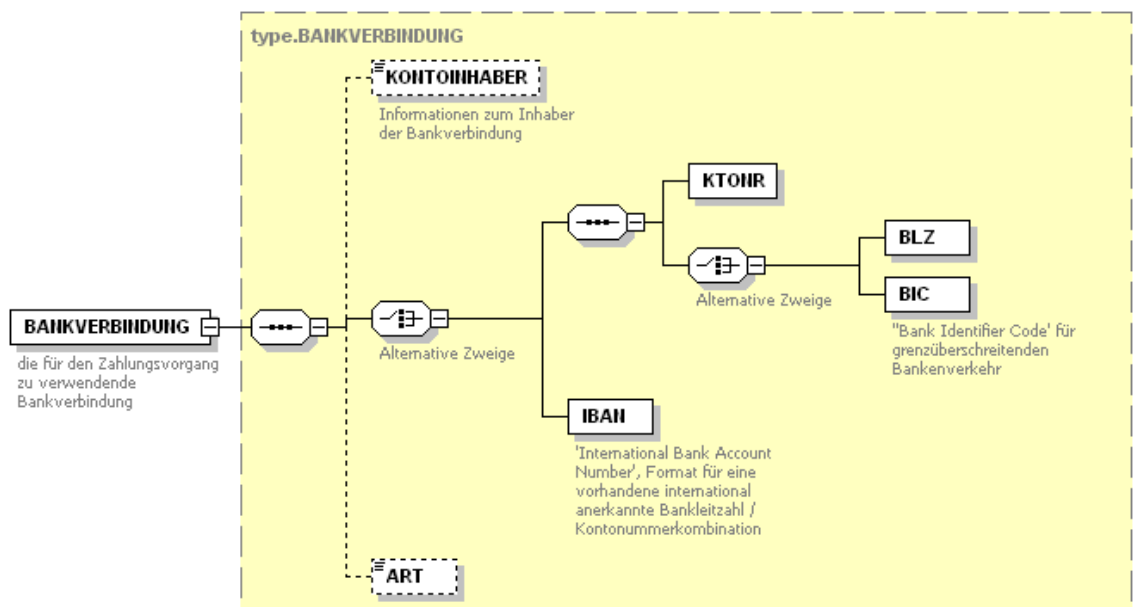 type.BANKVERBINDUNG
KONTOINHABER
Informationen zum Inhaber
der Bankverbindung
KTONR
BLZ
Alternative Zweige
BIC
"Bank Identifier Code' für
grenzüberschreitenden
Bankenverkehr
BANKVERBINDUNG
die für den Zahlungsvorgang
zu verwendende
Bankverbindung
Alternative Zweige
IBAN
'International Bank Account
Number', Format für eine
vorhandene international
anerkannte Bankleitzahl /
Kontonummerkombination
ART